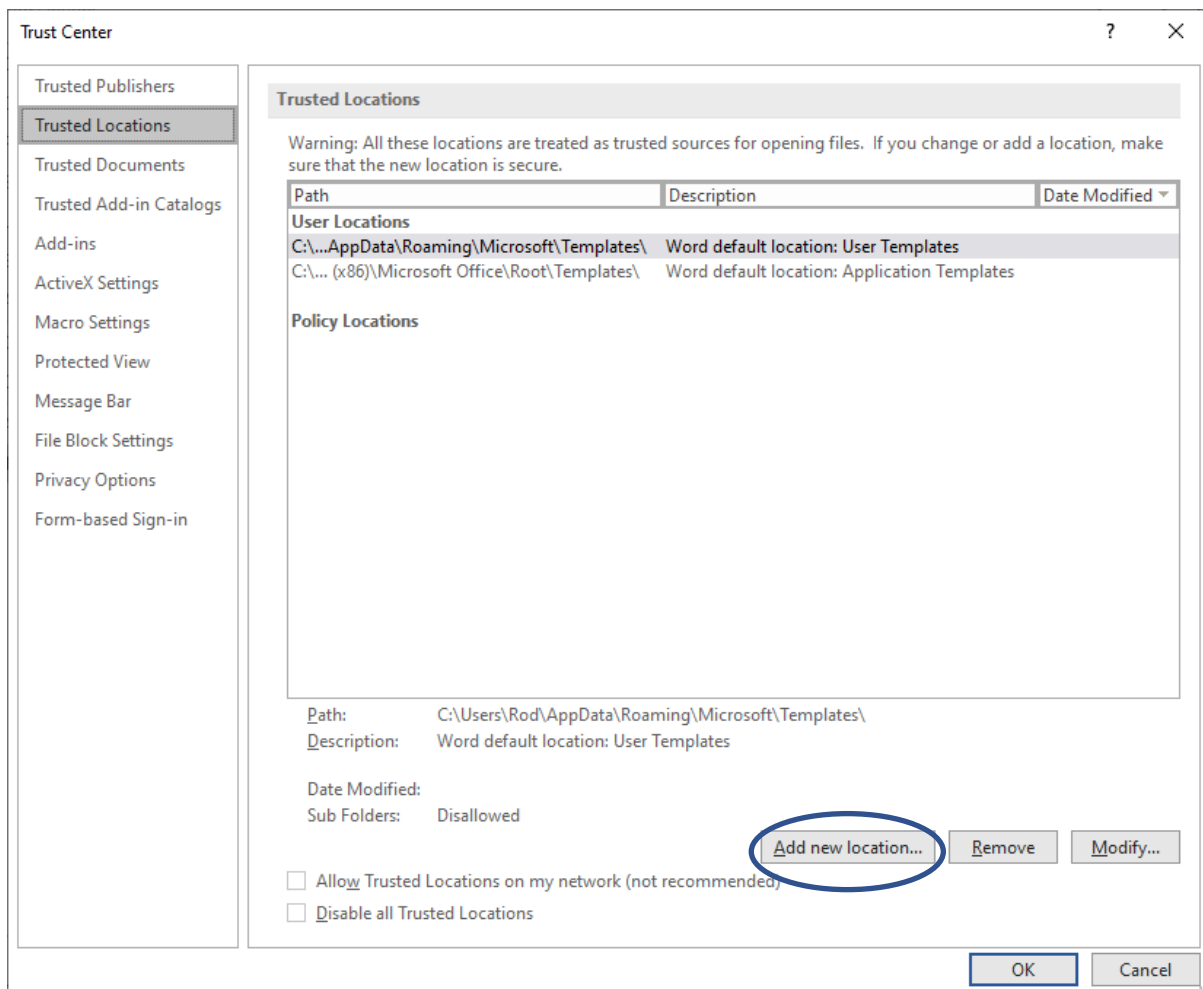 Trust Center
?
Trusted Publishers
Trusted Locations
Trusted Documents
Trusted Add-in Catalogs
Add-ins
ActiveX Settings
Macro Settings
Protected View
Message Bar
File Block Settings
Privacy Options
Form-based Sign-in
Trusted Locations
Warning: All these locations are treated as trusted sources for opening files. If you change or add a location, make
sure that the new location is secure.
Path Description Date Modified
User Locations
C:\...AppData\Roaming\Microsoft\Templates\ Word default location: User Templates
C:\... (x86)\Microsoft Office\Root\Templates\ Word default location: Application Templates
Policy Locations
Path: C:\Users\Rod\AppData\Roaming\Microsoft\Templates\
Description: Word default location: User Templates
Date Modified:
Sub Folders: Disallowed
Add new location... Remove Modify...
Allow Trusted Locations on my network (not recommended)
Disable all Trusted Locations
OK Cancel